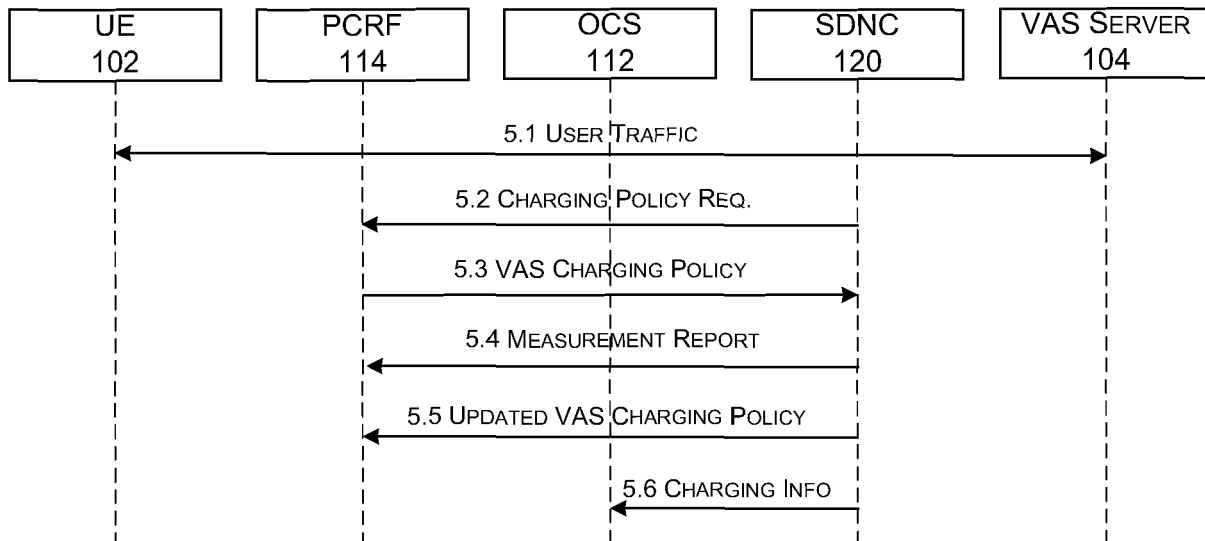 UE
102
PCRF
114
OCS
112
SDNC
120
VAS SERVER
104
5.1 USER TRAFFIC
5.2 CHARGING POLICY REQ.
5.3 VAS CHARGING POLICY
5.4 MEASUREMENT REPORT
5.5 UPDATED VAS CHARGING POLICY
5.6 CHARGING INFO